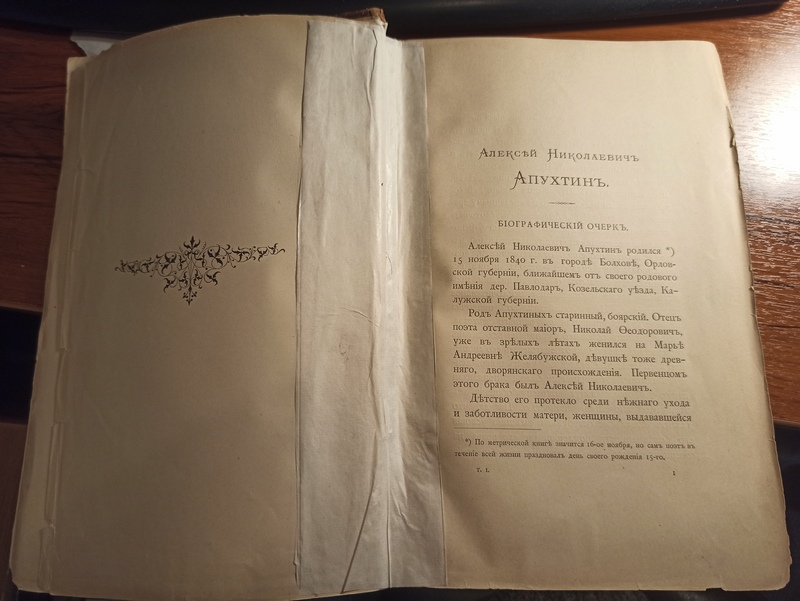 Алексѣй Николаевичъ
Апухтинъ.
БІОГРАФИЧЕСКІЙ ОЧЕРКЪ.
Алексѣй Николаевичъ Апухтинъ родился *)
15 ноября 1840 г. въ городѣ Болховѣ, Орлов-
ской губерніи, ближайшемъ отъ своего родового
имѣнія дер. Павлодаръ, Козельскаго уѣзда, Ка-
лужской губерніи.
Родъ Апухтиныхъ старинный, боярскій. Отецъ
поэта отставной маіоръ, Николай Ѳеодоровичъ,
уже въ зрѣлыхъ лѣтахъ женился на Марьѣ
Андреевнѣ Желябужской, дѣвушкѣ тоже древ-
няго, дворянскаго происхожденія. Первенцомъ
этого брака былъ Алексѣй Николаевичъ.
Дѣтство его протекло среди нѣжнаго ухода
и заботливости матери, женщины, выдававшейся
*) По метрической книгѣ значится 16-ое ноября, но самъ поэтъ въ
теченіе всей жизни праздновалъ день своего рожденія 15-го.
т. I.
1